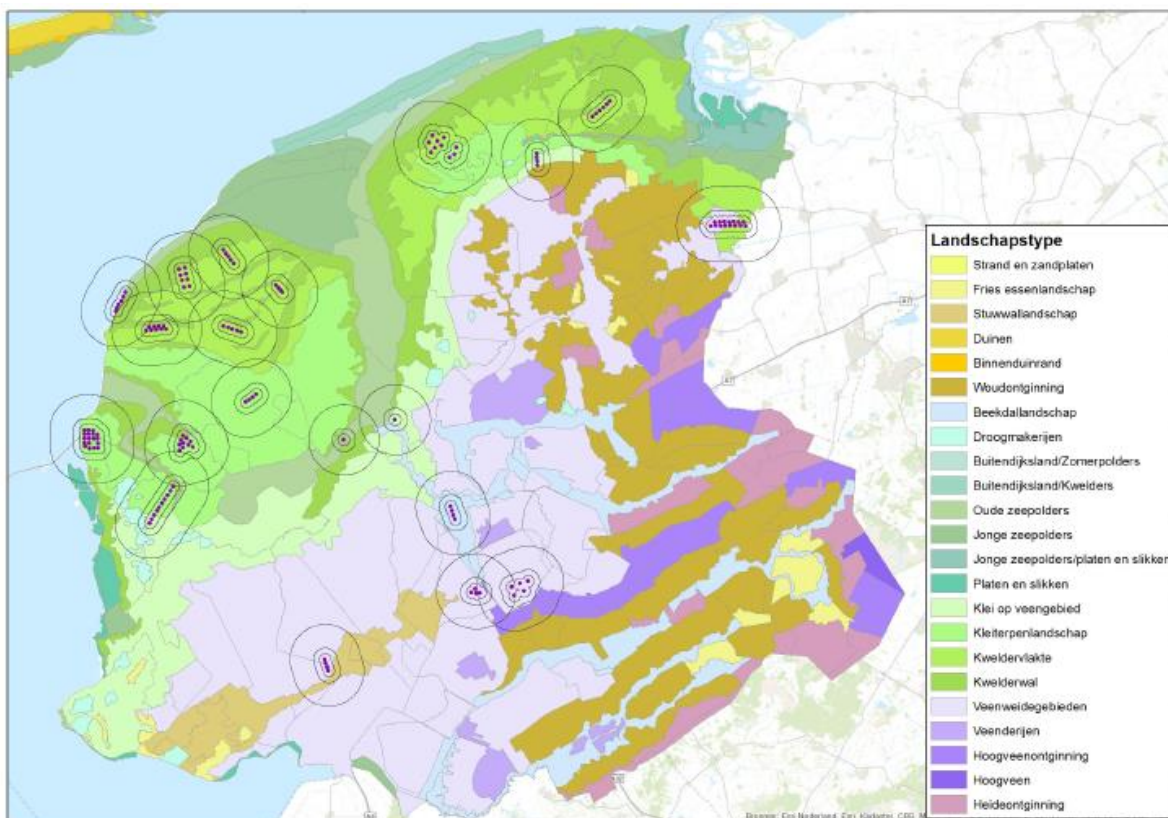 Landschapstype
Strand en zandplaten
Fries essenlandschap
Stuwwallandschap
Duinen
Binnenduinrand
Woudontginning
Beekdallandschap
Droogmakerijen
Buitendijksland/Zomerpolders
Buitendijksland/Kwelders
Oude zeepolders
Jonge zeepolders
Jonge zeepolders/platen en slikken
Platen en slikken
Klei op veengebied
Kleiterpenlandschap
Kweldervlakte
Kwelderwal
Veenweidegebieden
Veenderijen
Hoogveenontginning
Hoogveen
Heideontginning